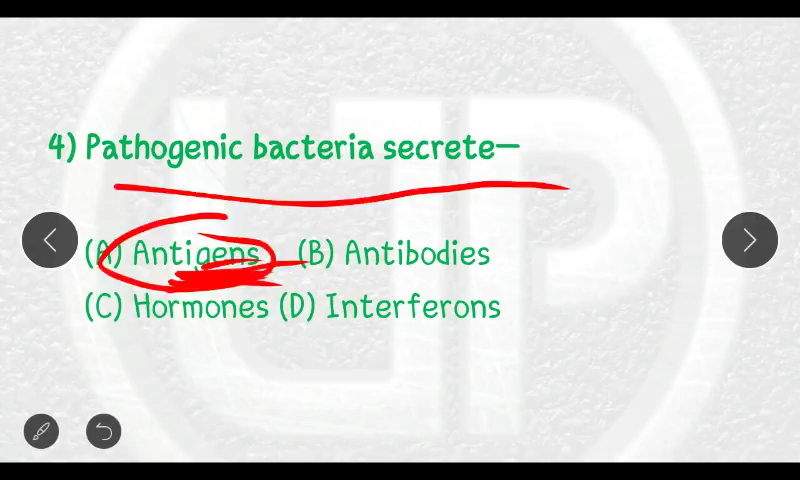 4) Pathogenic bacteria secrete—
(A) Antigens (B) Antibodies
(C) Hormones (D) Interferons